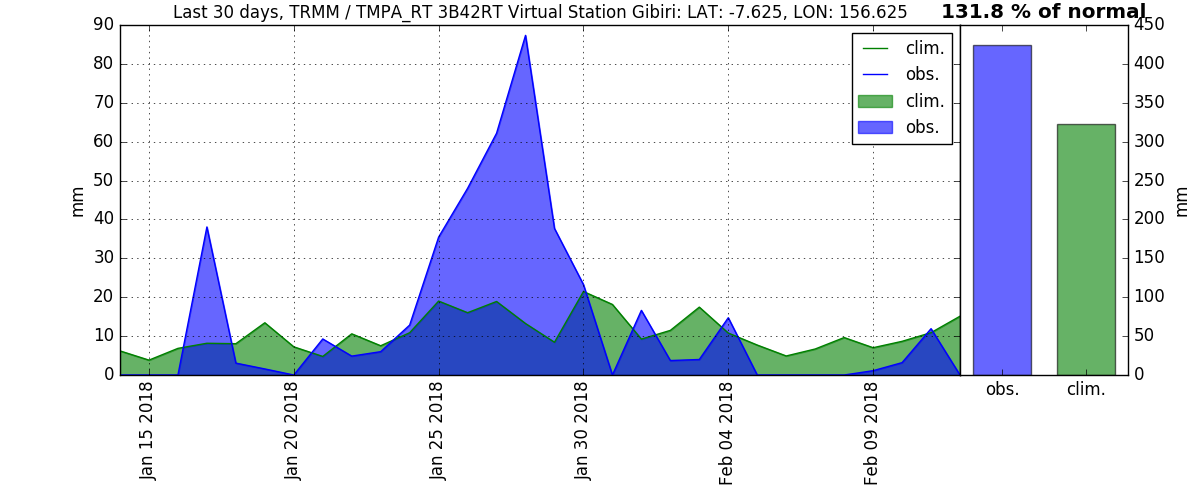 Last 30 days, TRMM / TMPA_RT 3B42RT Virtual Station Gibiri: LAT: -7.625, LON: 156.625
131.8 % of normal
90
80
70
60
50
40
30
20
10
0
mm
clim.
obs.
clim.
obs.
Jan 15 2018
Jan 20 2018
Jan 25 2018
Jan 30 2018
Feb 04 2018
Feb 09 2018
450
400
350
300
250
200
150
100
50
0
mm
obs.
clim.